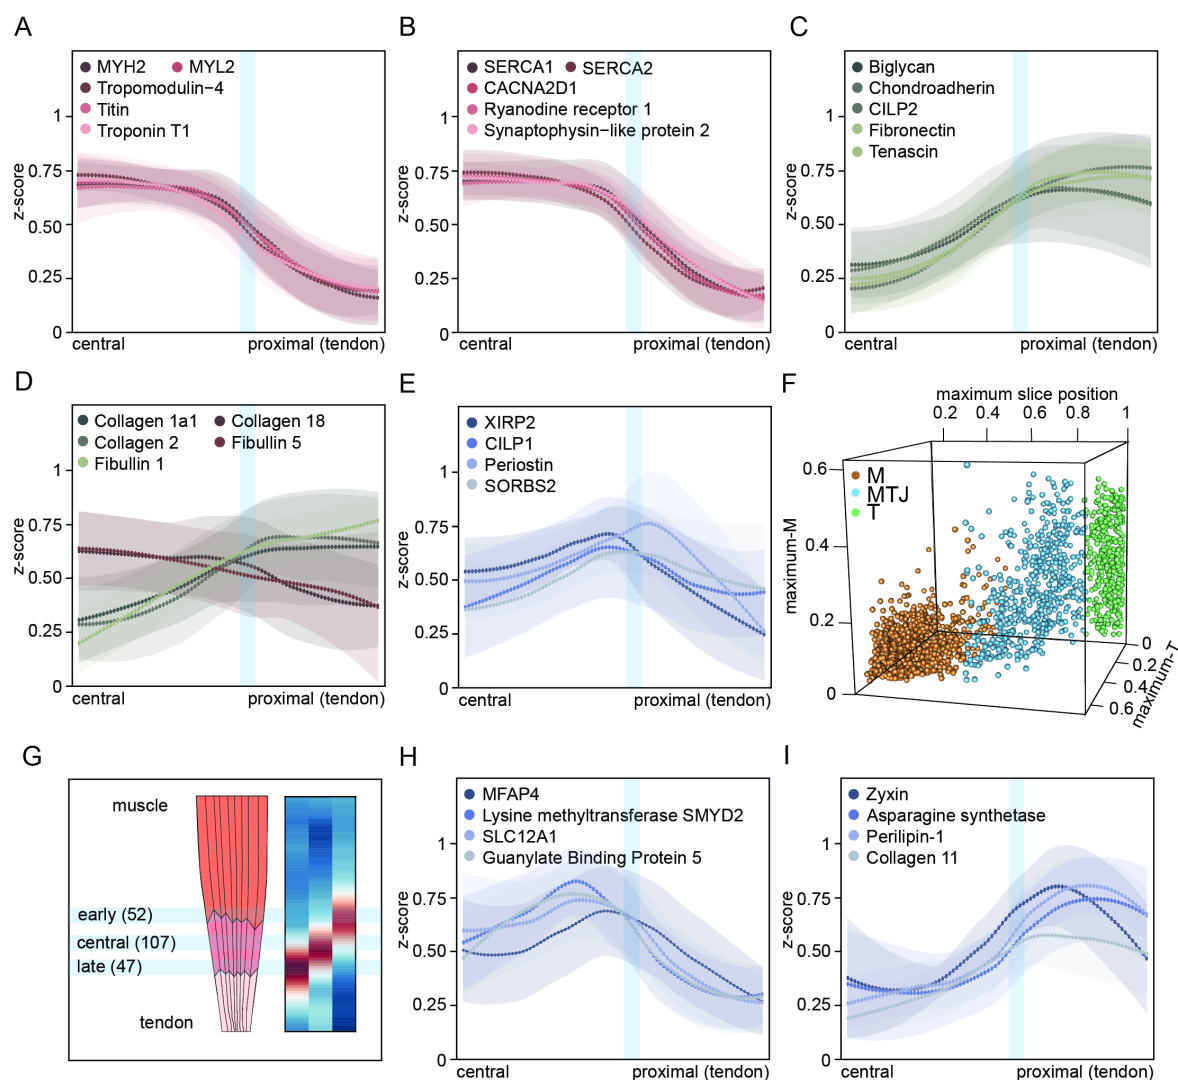 A
MYH2
MYL2
Tropomodulin−4
Titin
Troponin T1
z-score
1
0.75
0.50
0.25
0
central
proximal (tendon)
B
SERCA1
SERCA2
CACNA2D1
Ryanodine receptor 1
Synaptophysin−like protein 2
z-score
1
0.75
0.50
0.25
0
central
proximal (tendon)
C
Biglycan
Chondroadherin
CILP2
Fibronectin
Tenascin
z-score
1
0.75
0.50
0.25
0
central
proximal (tendon)
D
Collagen 1a1
Collagen 18
Collagen 2
Fibullin 5
Fibullin 1
z-score
1
0.75
0.50
0.25
0
central
proximal (tendon)
E
XIRP2
CILP1
Periostin
SORBS2
z-score
1
0.75
0.50
0.25
0
central
proximal (tendon)
F
maximum slice position
0.2 0.4 0.6 0.8 1
M
MTJ
T
maximum-M
0.6
0.4
0.2
0
0
0.2
0.4
0.6
maximum-T
G
muscle
early (52)
central (107)
late (47)
tendon
H
MFAP4
Lysine methyltransferase SMYD2
SLC12A1
Guanylate Binding Protein 5
z-score
1
0.75
0.50
0.25
0
central
proximal (tendon)
I
Zyxin
Asparagine synthetase
Perilipin-1
Collagen 11
z-score
1
0.75
0.50
0.25
0
central
proximal (tendon)